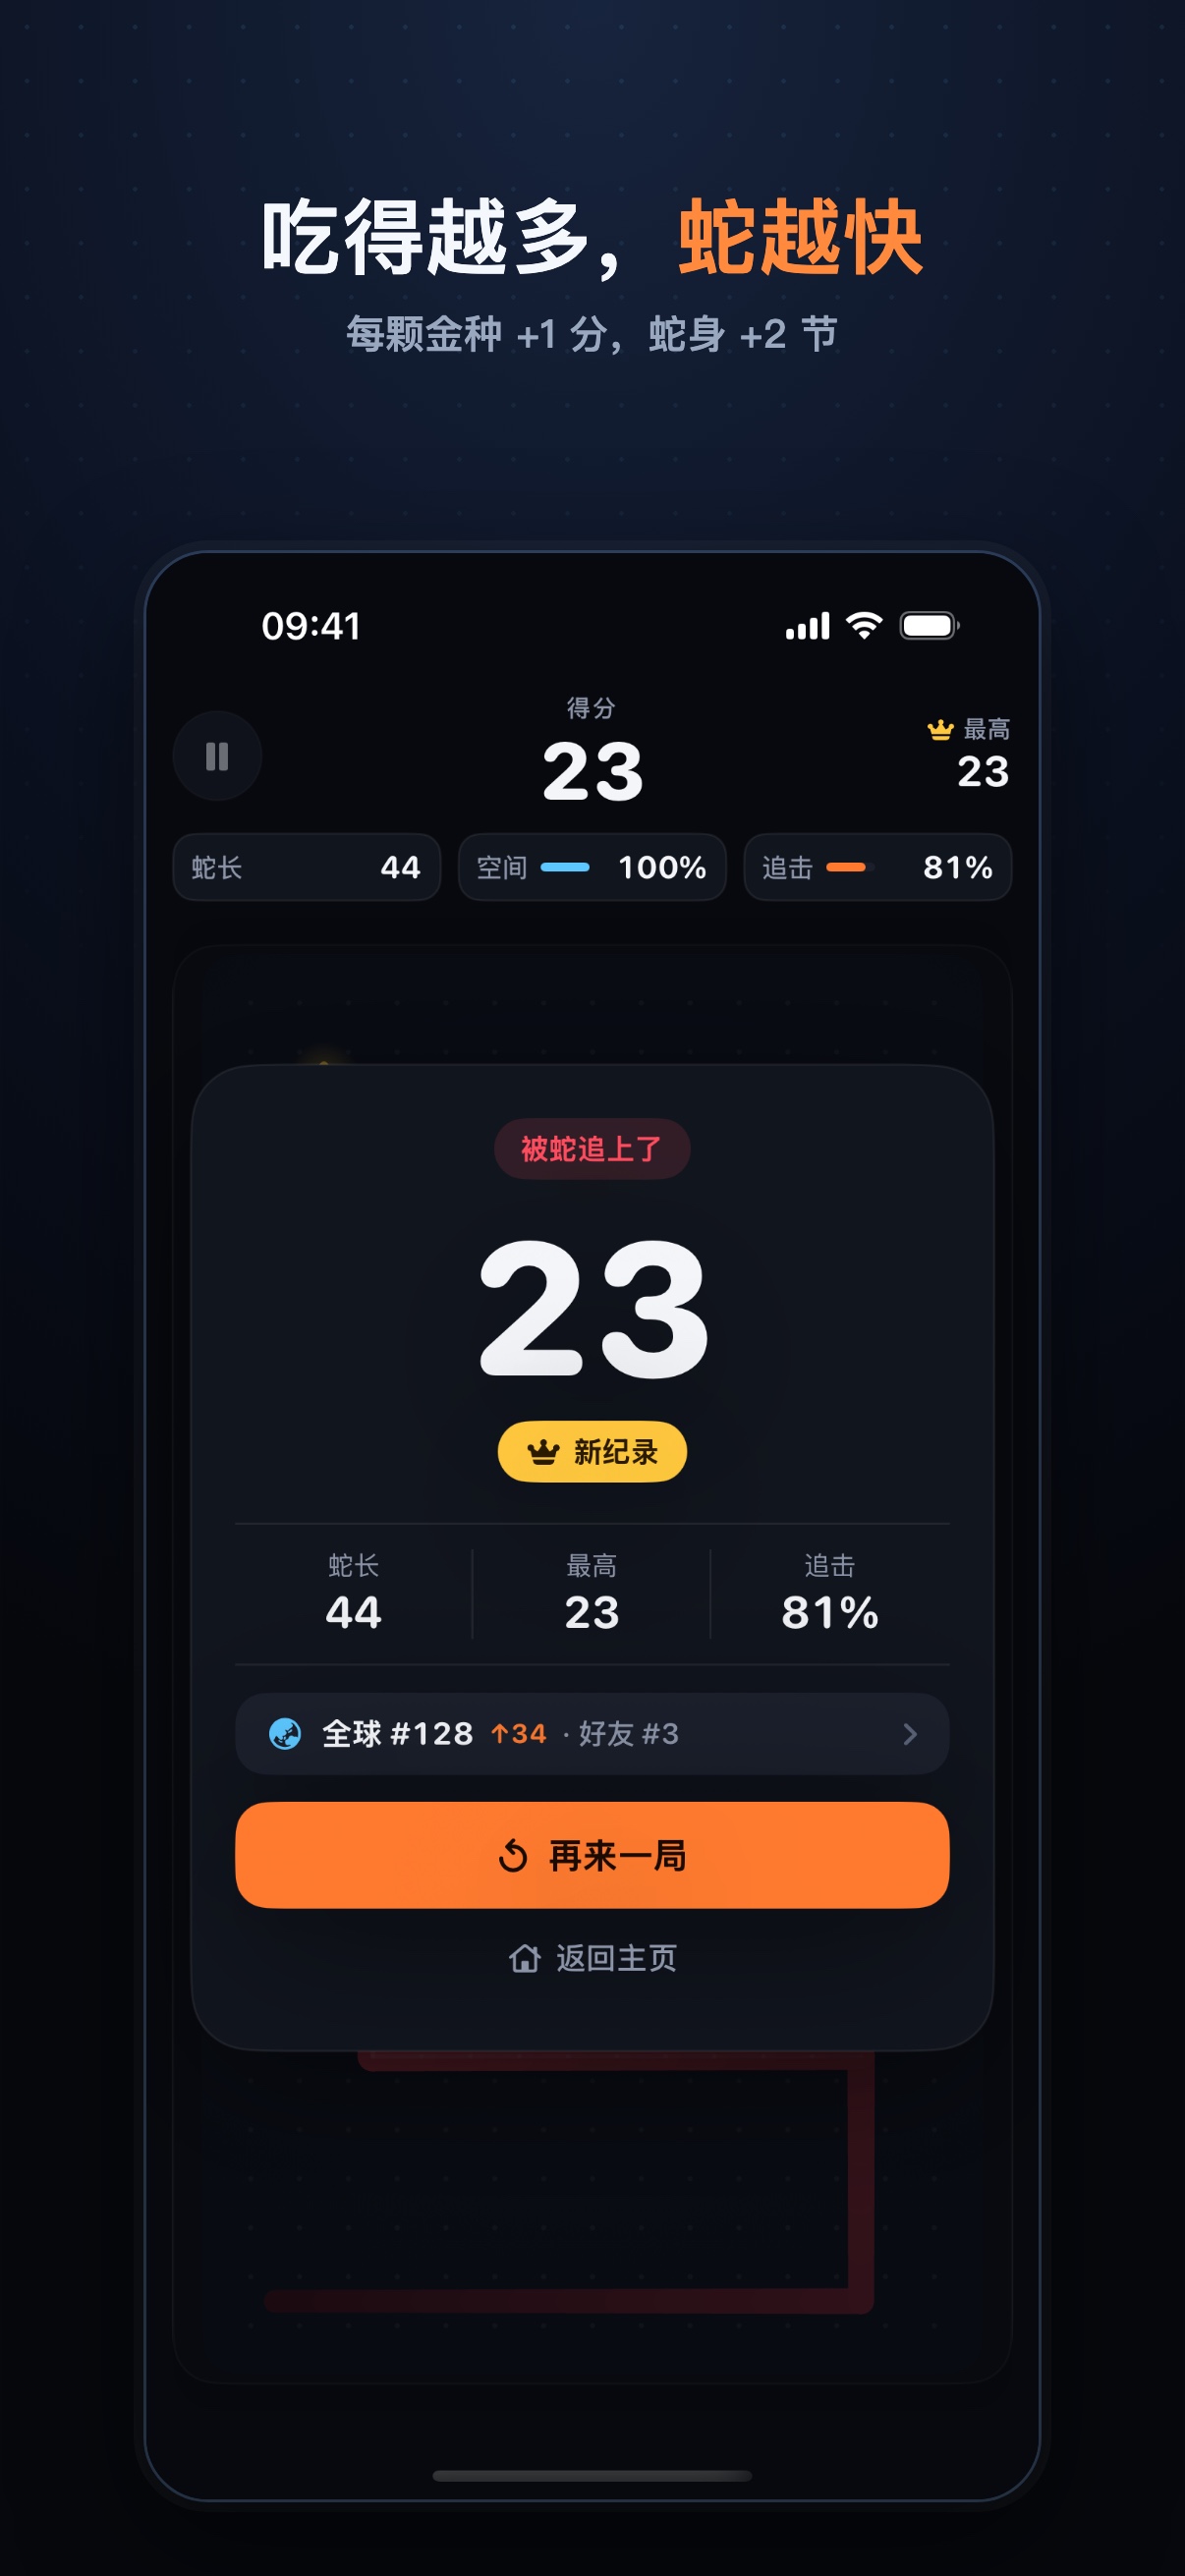 吃得越多，蛇越快
每颗金种 +1 分，蛇身 +2 节
09:41
得分
23
最高
23
蛇长 44
空间 100%
追击 81%
被蛇追上了
23
新纪录
蛇长 最高 追击
44 23 81%
全球 #128 ↑34 · 好友 #3
再来一局
返回主页